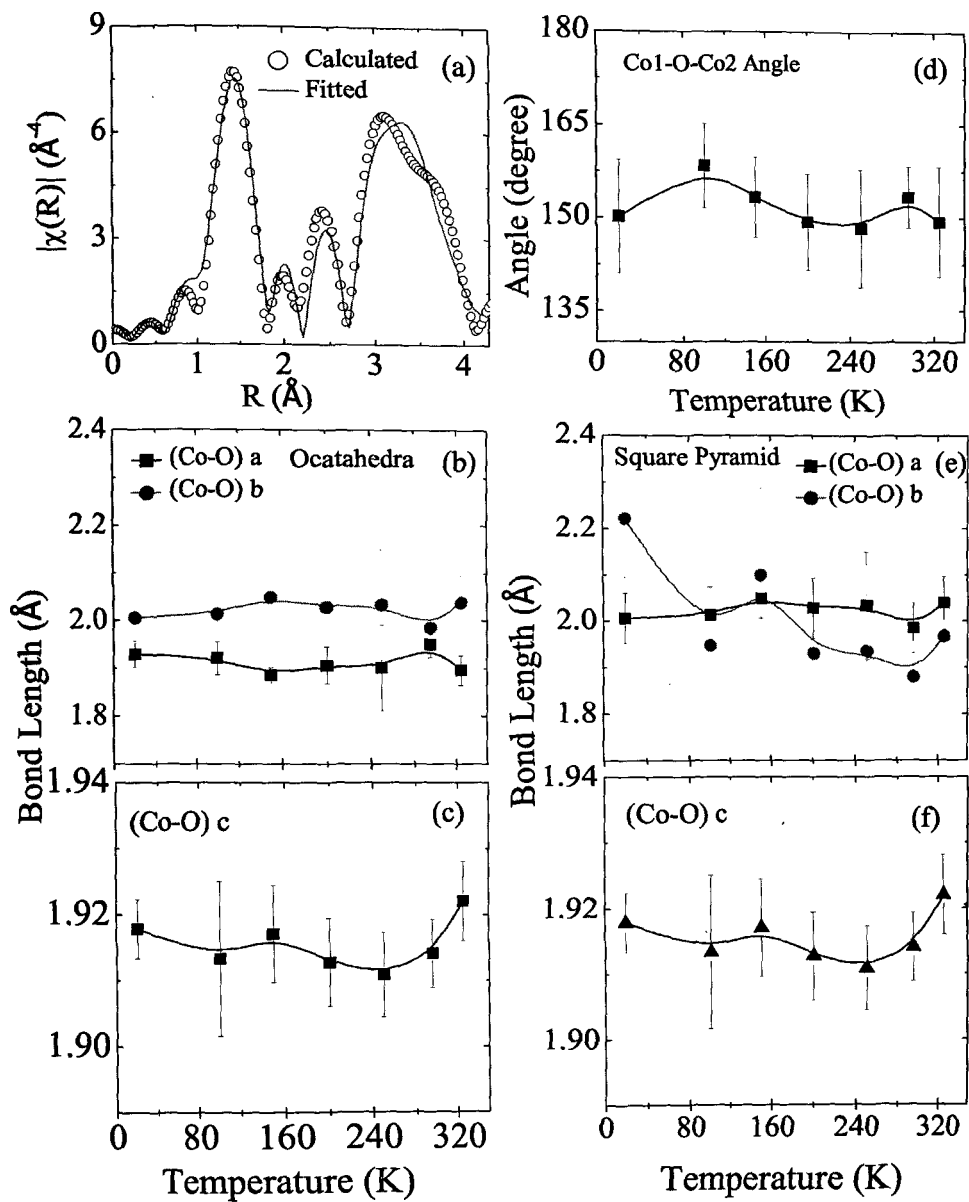 9
6
3
0
|χ(R)| (Å⁻⁴)
Calculated
Fitted
(a)
0 1 2 3 4
R (Å)
180
165
150
135
Angle (degree)
Co1-O-Co2 Angle
(d)
0 80 160 240 320
Temperature (K)
2.4
2.2
2.0
1.8
1.94
1.92
1.90
Bond Length (Å)
(Co-O) a Ocatahedra (b)
(Co-O) b
(Co-O) c
(c)
0 80 160 240 320
Temperature (K)
2.4
2.2
2.0
1.8
1.94
1.92
1.90
Bond Length (Å)
Square Pyramid (Co-O) a (e)
(Co-O) b
(Co-O) c
(f)
0 80 160 240 320
Temperature (K)